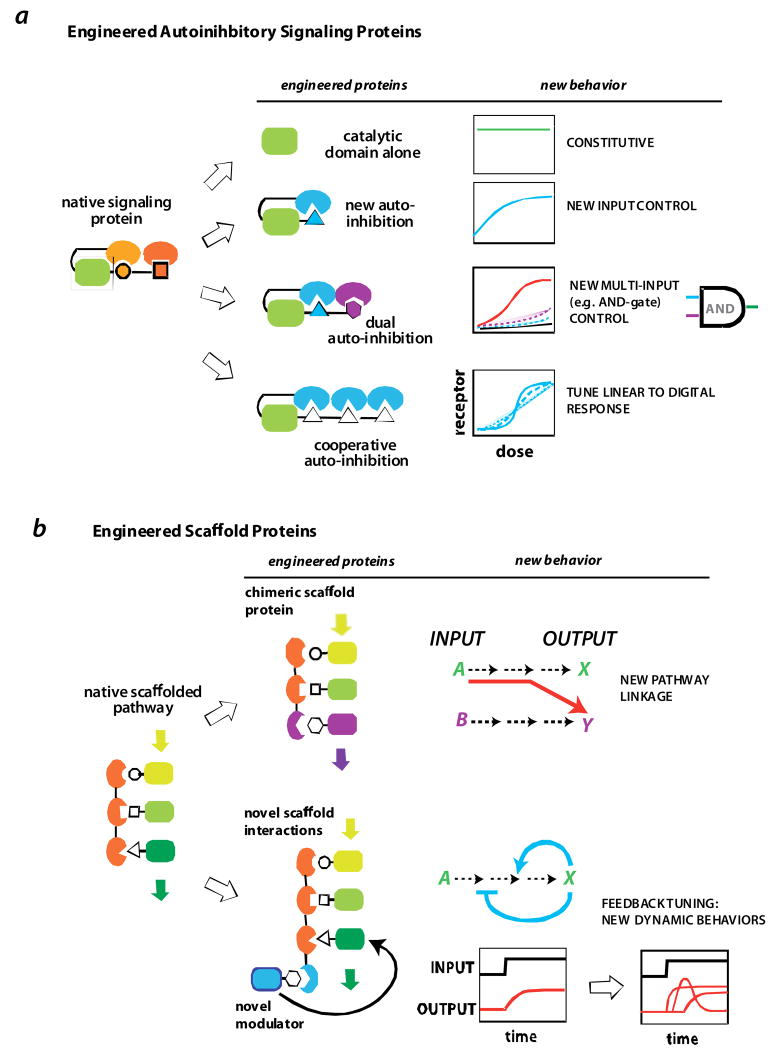 a
Engineered Autoinihbitory Signaling Proteins
engineered proteins
new behavior
native signaling
protein
catalytic
domain alone
CONSTITUTIVE
new auto-
inhibition
NEW INPUT CONTROL
dual
auto-inhibition
NEW MULTI-INPUT
(e.g. AND-gate)
CONTROL
AND
cooperative
auto-inhibition
receptor
dose
TUNE LINEAR TO DIGITAL
RESPONSE
b
Engineered Scaffold Proteins
engineered proteins
new behavior
native scaffolded
pathway
chimeric scaffold
protein
INPUT
OUTPUT
A
X
B
Y
NEW PATHWAY
LINKAGE
novel scaffold
interactions
novel
modulator
A
X
FEEDBACK TUNING:
NEW DYNAMIC BEHAVIORS
INPUT
OUTPUT
time
time